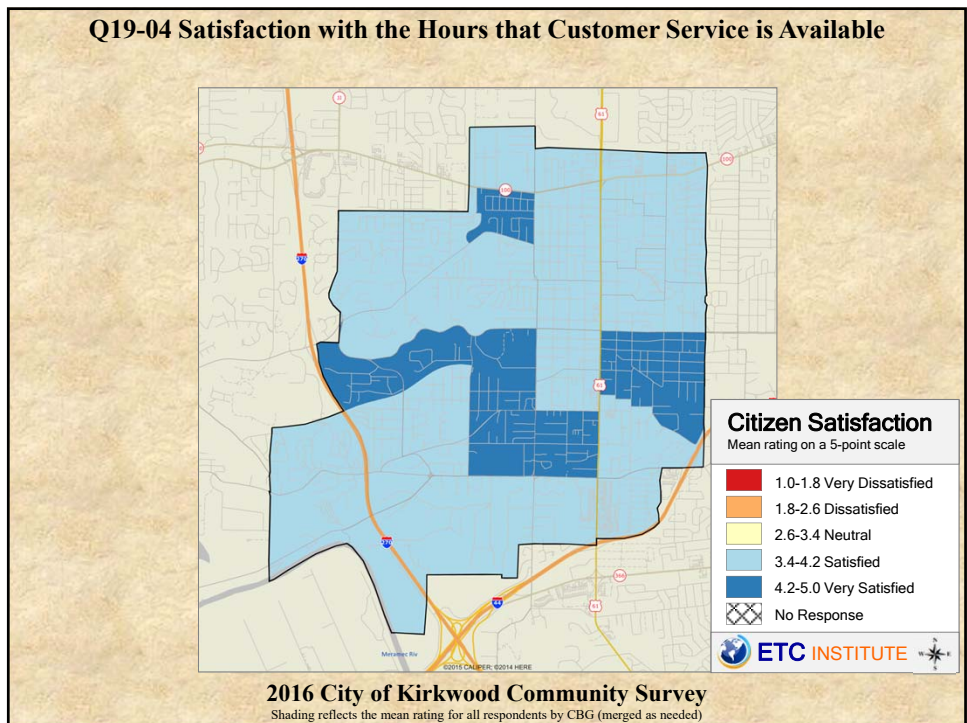 Q19-04 Satisfaction with the Hours that Customer Service is Available
JJ
61
100
100
270
61
270
366
44
61
Meramec Riv
©2015 CALIPER; ©2014 HERE
Citizen Satisfaction
Mean rating on a 5-point scale
1.0-1.8 Very Dissatisfied
1.8-2.6 Dissatisfied
2.6-3.4 Neutral
3.4-4.2 Satisfied
4.2-5.0 Very Satisfied
No Response
ETC INSTITUTE
N
W E
S
2016 City of Kirkwood Community Survey
Shading reflects the mean rating for all respondents by CBG (merged as needed)